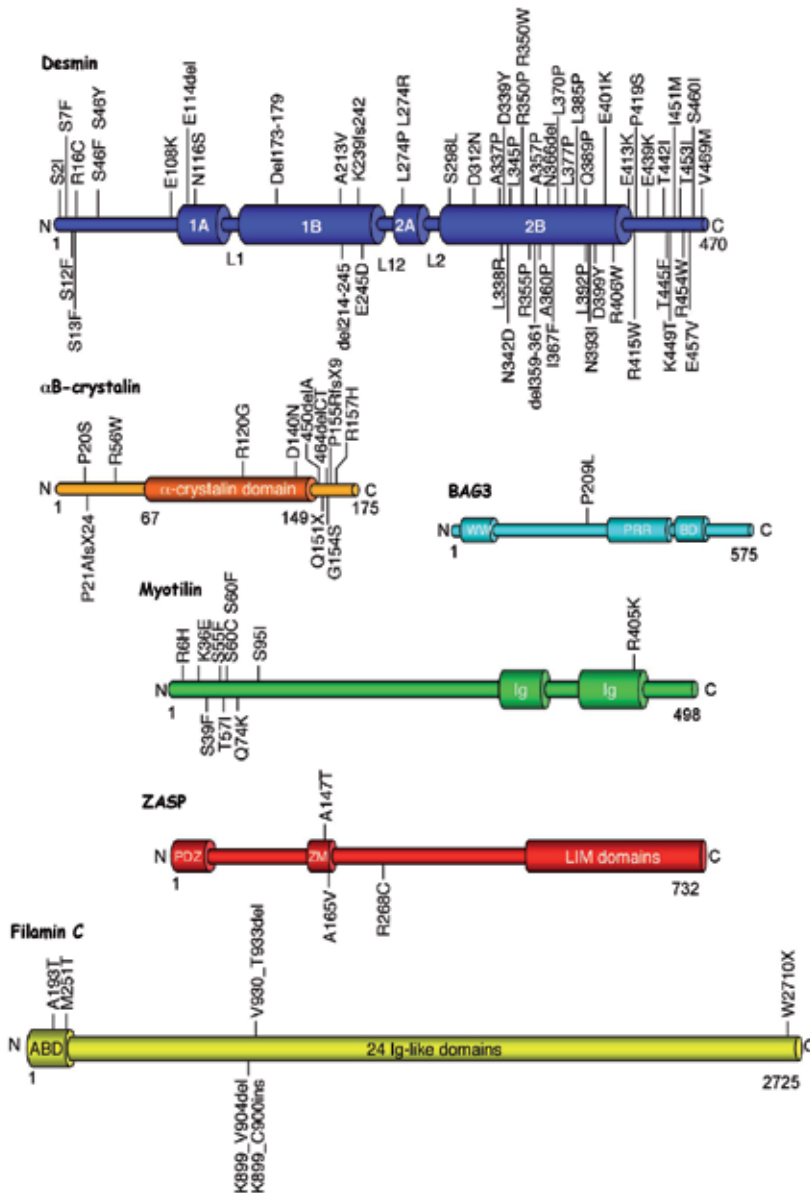 Desmin
S2I
S7F
R16C
S46F
S46Y
E108K
E114del
N116S
Del173-179
A213V
K239fs242
L274P
L274R
S298L
D312N
A337P
D339Y
L345P
R350P
R350W
A357P
N366del
L370P
L377P
Q389P
L385P
E401K
E413K
P419S
E439K
T442I
I451M
T453I
S460I
V469M
N
1A
1B
2A
2B
C
1
L1
L12
L2
470
S12F
S13F
del214-245
E245D
L338R
N342D
R355P
del359-361
A360P
I367F
L392P
N393I
D399Y
R406W
R415W
T445F
K449T
R454W
E457V
αB-crystalin
P20S
R56W
R120G
D140N
450delA
464delCT
P155RfsX9
R157H
N
α-crystalin domain
C
1
67
149
175
P21AfsX24
Q151X
G154S
BAG3
P209L
N
WW
PRR
BD
C
1
575
Myotilin
R6H
K36E
S55F
S60C
S60F
S95I
R405K
N
Ig
Ig
C
1
498
S39F
T57I
Q74K
ZASP
A147T
N
PDZ
ZM
LIM domains
C
1
732
A165V
R268C
Filamin C
A193T
M251T
V930_T933del
W2710X
N
ABD
24 Ig-like domains
C
1
2725
K899_V904del
K899_C900ins